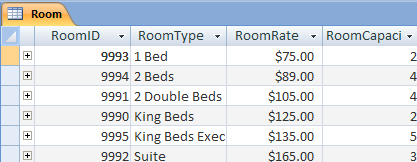 Room
RoomID RoomType RoomRate RoomCapaci
9993 1 Bed $75.00 2
9994 2 Beds $89.00 4
9991 2 Double Beds $105.00 4
9990 King Beds $125.00 2
9995 King Beds Exec $135.00 5
9992 Suite $165.00 3